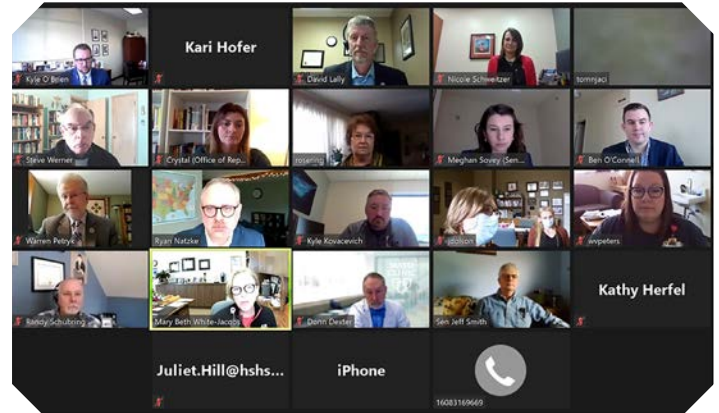 Kyle O'Brien
Kari Hofer
David Lally
Nicole Schweitzer
tomnjaci
Steve Werner
Crystal (Office of Rep...
rosering
Meghan Sovey (Sen...
Ben O'Connell
Warren Petryk
Ryan Natzke
Kyle Kovacevich
jdolson
wvpeters
Randy Schubring
Mary Beth White-Jacobs
Donn Dexter
Sen Jeff Smith
Kathy Herfel
Juliet.Hill@hshs...
iPhone
16083169669